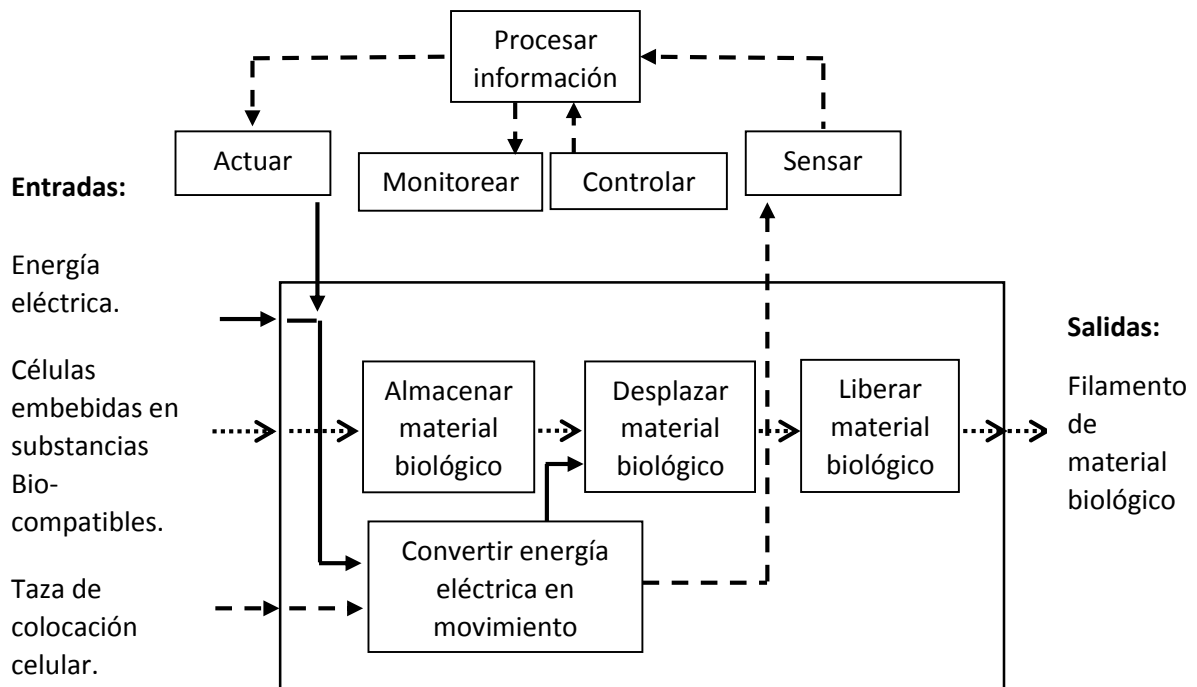 Procesar
información
Actuar
Monitorear
Controlar
Sensar
Entradas:
Energía
eléctrica.
Células
embebidas en
substancias
Bio-
compatibles.
Taza de
colocación
celular.
Almacenar
material
biológico
Desplazar
material
biológico
Liberar
material
biológico
Convertir energía
eléctrica en
movimiento
Salidas:
Filamento
de
material
biológico